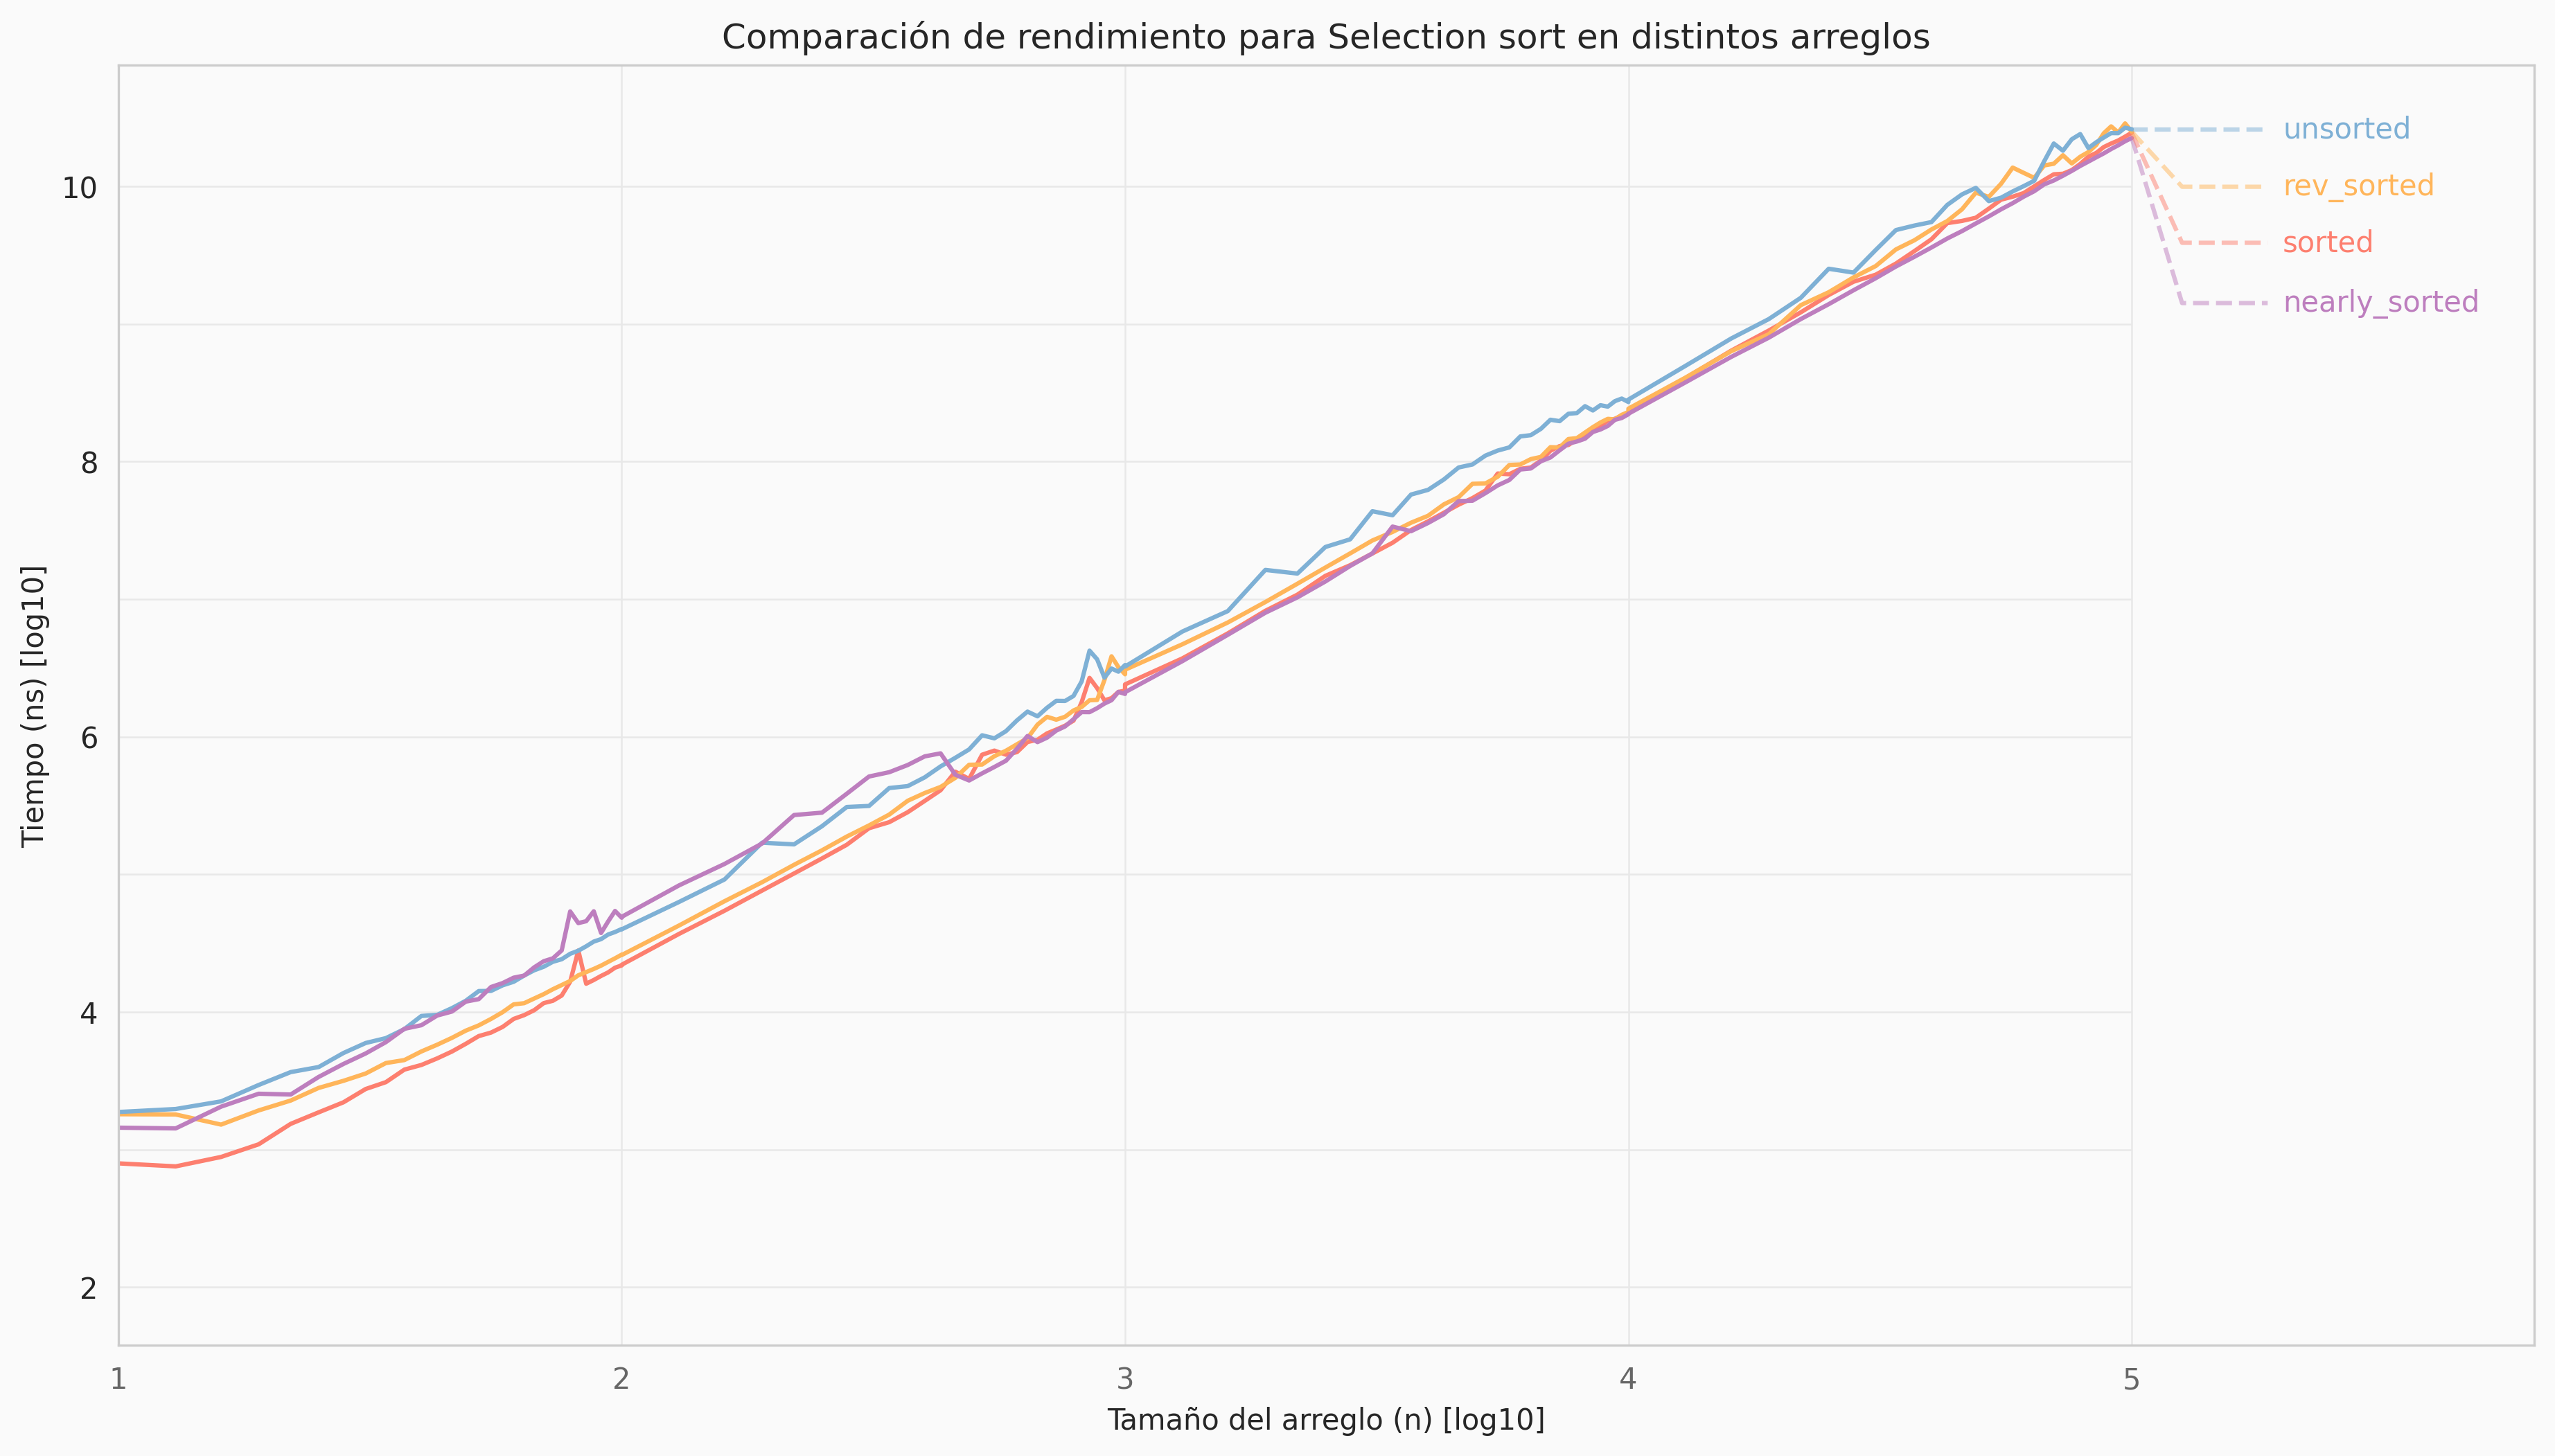 Comparación de rendimiento para Selection sort en distintos arreglos
unsorted
rev_sorted
sorted
nearly_sorted
10
8
6
4
2
Tiempo (ns) [log10]
1 2 3 4 5
Tamaño del arreglo (n) [log10]